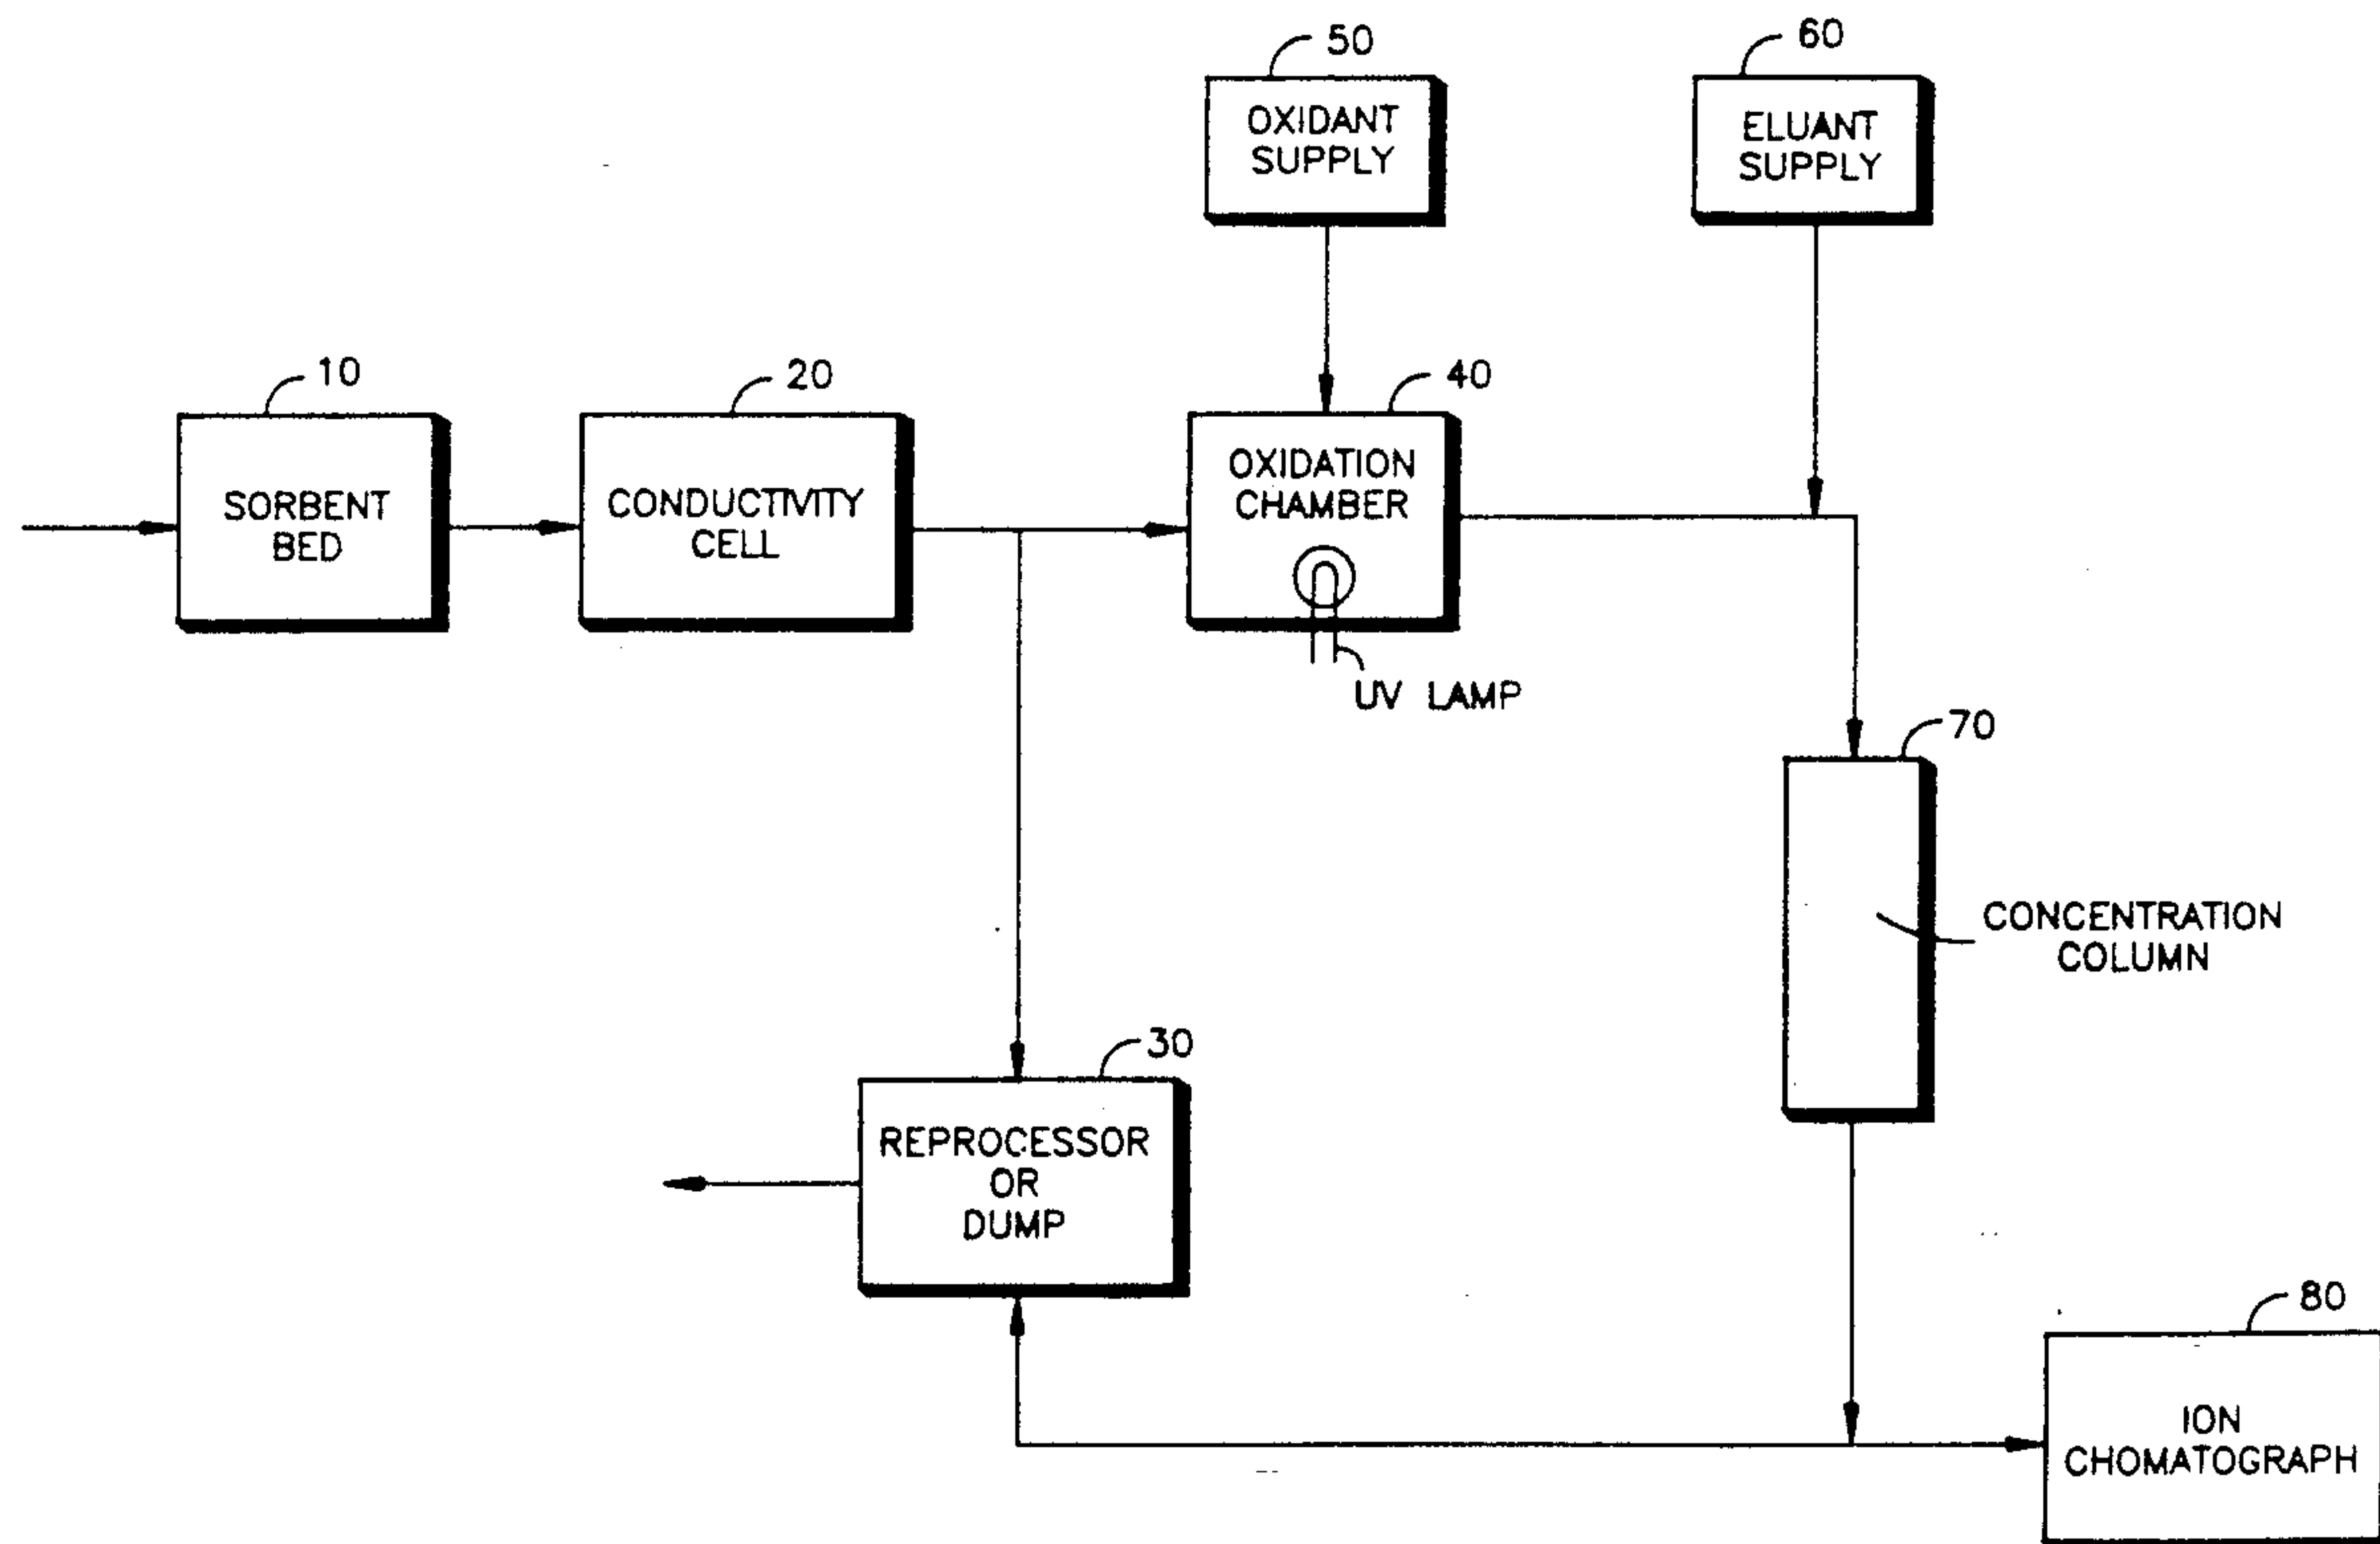 50
OXIDANT
SUPPLY
60
ELUANT
SUPPLY
10
SORBENT
BED
20
CONDUCTIVITY
CELL
40
OXIDATION
CHAMBER
UV LAMP
70
CONCENTRATION
COLUMN
30
REPROCESSOR
OR
DUMP
80
ION
CHOMATOGRAPH